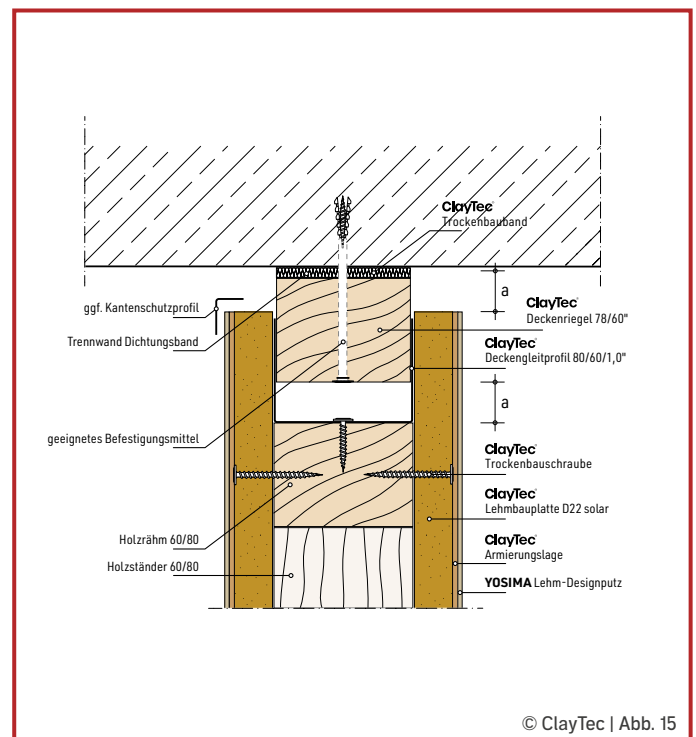 ClayTec
Trockenbauband
a
ggf. Kantenschutzprofil
ClayTec
Deckenriegel 78/60"
Trennwand Dichtungsband
ClayTec
Deckengleitprofil 80/60/1,0"
a
geeignetes Befestigungsmittel
ClayTec
Trockenbauschraube
ClayTec
Lehmbauplatte D22 solar
Holzrähm 60/80
ClayTec
Armierungslage
Holzständer 60/80
YOSIMA Lehm-Designputz
© ClayTec | Abb. 15